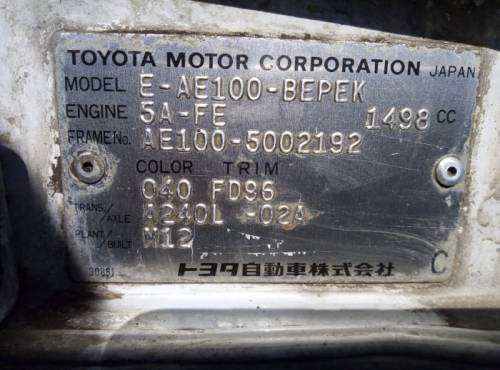 TOYOTA MOTOR CORPORATION JAPAN
MODEL E-AE100-BEPEK
ENGINE 5A-FE 1498 CC
FRAME No. AE100-5002192
COLOR TRIM
040 FD96
TRANS/AXLE A240L -02A
PLANT/BUILT M12
トヨタ自動車株式会社 C